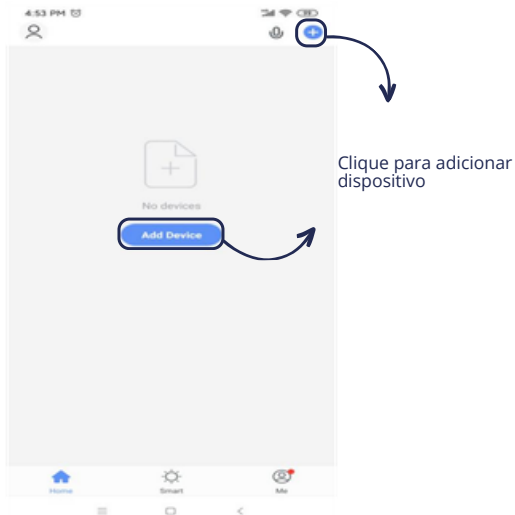 4:53 PM
Clique para adicionar
dispositivo
No devices
Add Device
Home
Smart
Me